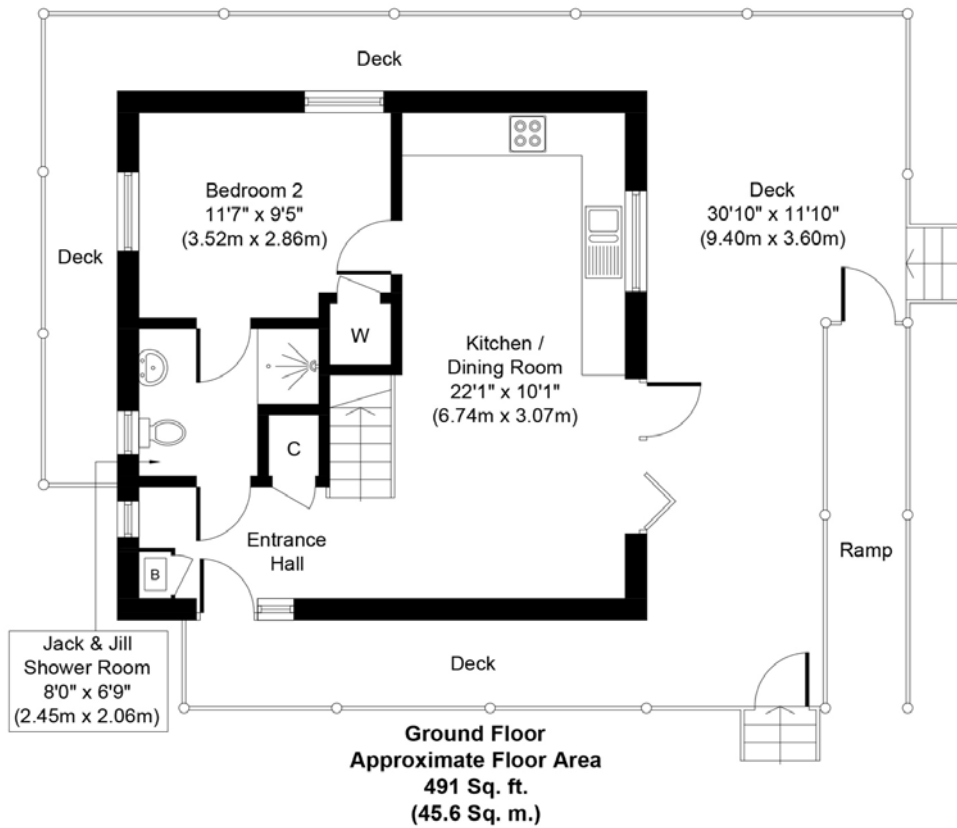 Deck
Bedroom 2
11'7" x 9'5"
(3.52m x 2.86m)
Deck
30'10" x 11'10"
(9.40m x 3.60m)
Deck
W
Kitchen /
Dining Room
22'1" x 10'1"
(6.74m x 3.07m)
C
Entrance
Hall
B
Ramp
Jack & Jill
Shower Room
8'0" x 6'9"
(2.45m x 2.06m)
Deck
Ground Floor
Approximate Floor Area
491 Sq. ft.
(45.6 Sq. m.)